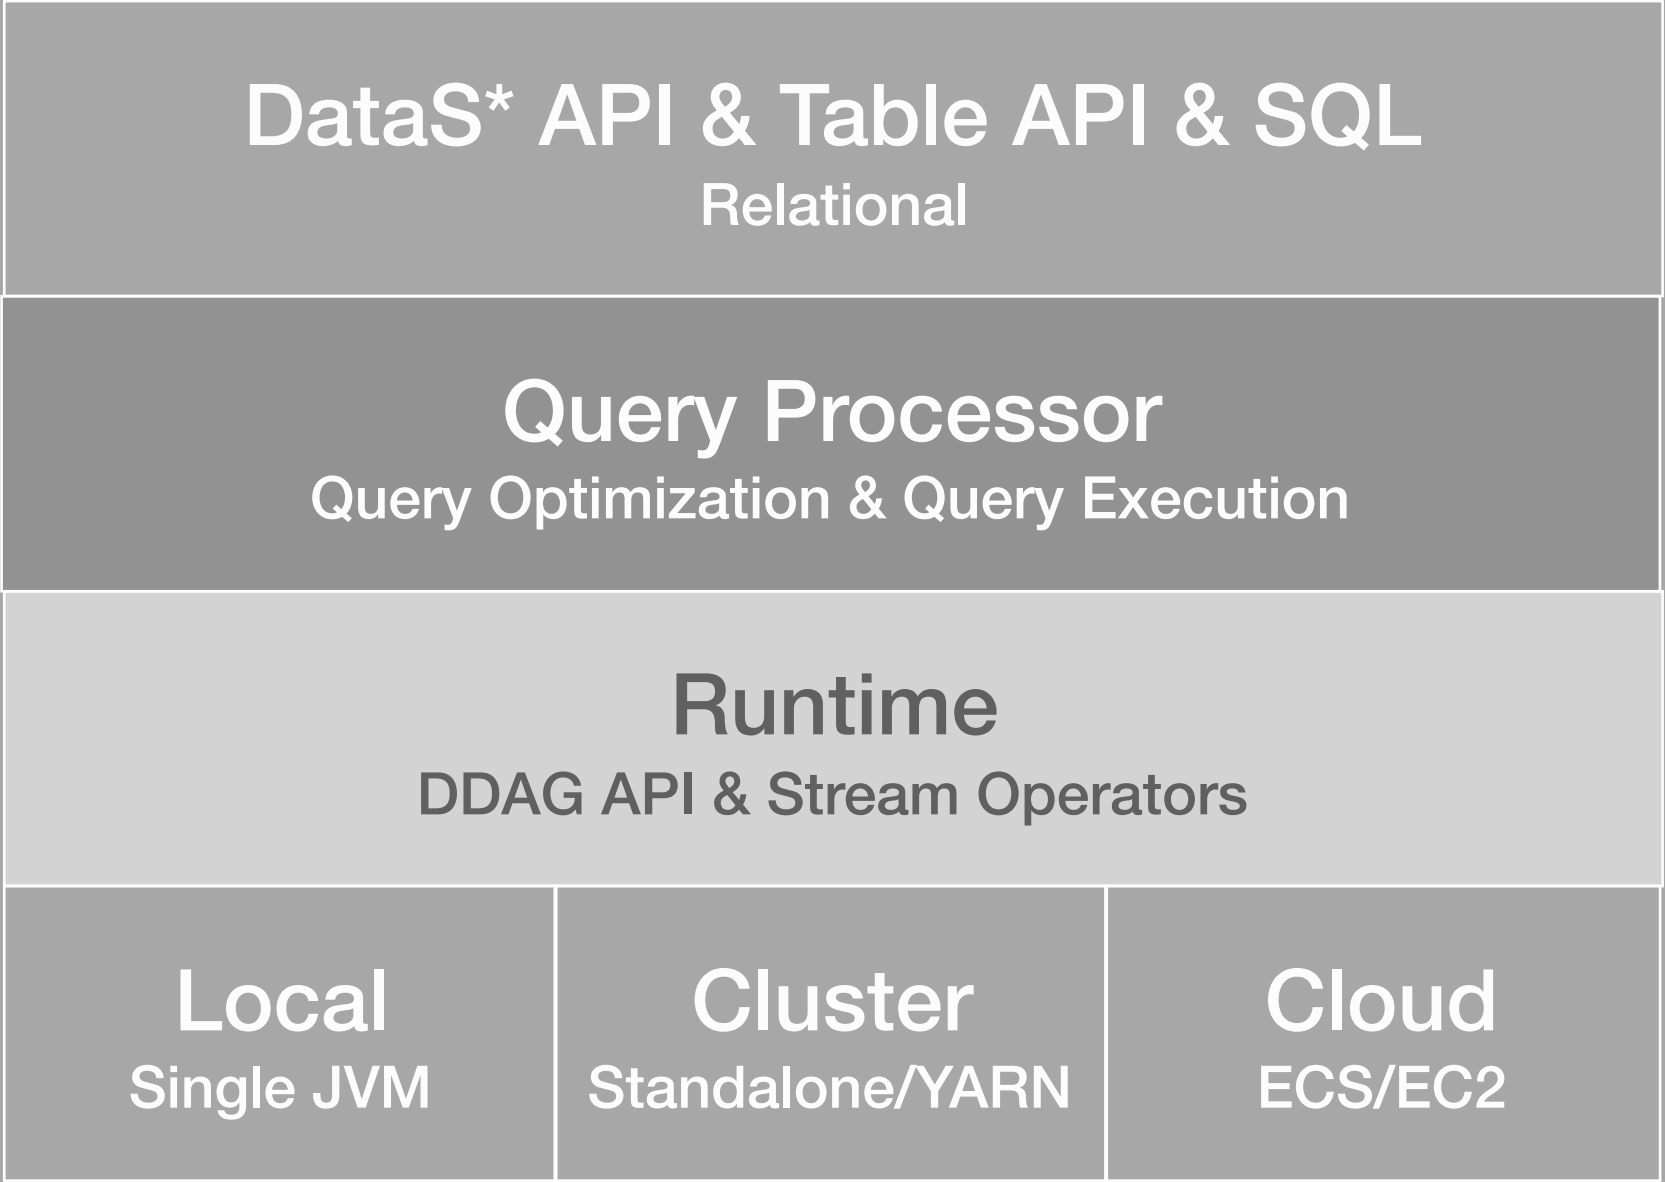 DataS* API & Table API & SQL
Relational
Query Processor
Query Optimization & Query Execution
Runtime
DDAG API & Stream Operators
Local
Single JVM
Cluster
Standalone/YARN
Cloud
ECS/EC2